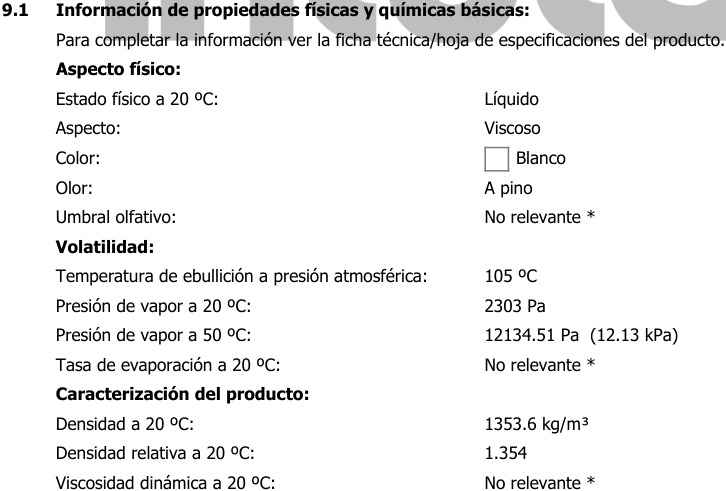 9.1 Información de propiedades físicas y químicas básicas:
Para completar la información ver la ficha técnica/hoja de especificaciones del producto.
Aspecto físico:
Estado físico a 20 ºC: Líquido
Aspecto: Viscoso
Color: Blanco
Olor: A pino
Umbral olfativo: No relevante *
Volatilidad:
Temperatura de ebullición a presión atmosférica: 105 ºC
Presión de vapor a 20 ºC: 2303 Pa
Presión de vapor a 50 ºC: 12134.51 Pa (12.13 kPa)
Tasa de evaporación a 20 ºC: No relevante *
Caracterización del producto:
Densidad a 20 ºC: 1353.6 kg/m³
Densidad relativa a 20 ºC: 1.354
Viscosidad dinámica a 20 ºC: No relevante *